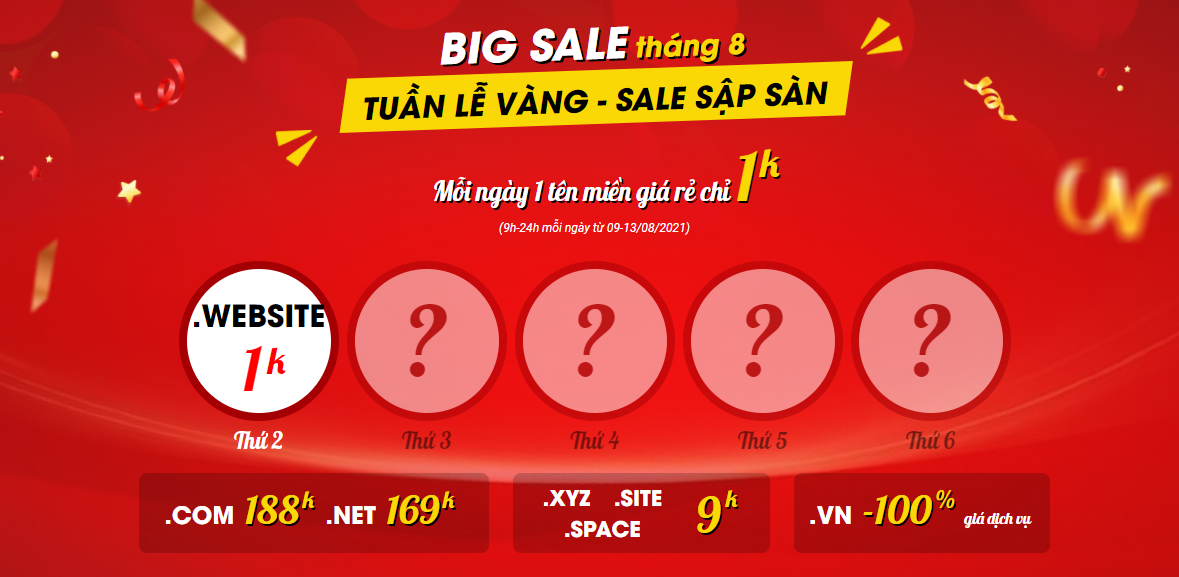 BIG SALE tháng 8
TUẦN LỄ VÀNG - SALE SẬP SÀN
Mỗi ngày 1 tên miền giá rẻ chỉ 1k
(9h-24h mỗi ngày từ 09-13/08/2021)
.WEBSITE
1k
? ? ? ?
Thứ 2 Thứ 3 Thứ 4 Thứ 5 Thứ 6
.COM 188k .NET 169k
.XYZ .SITE
.SPACE
9k
.VN -100% giá dịch vụ